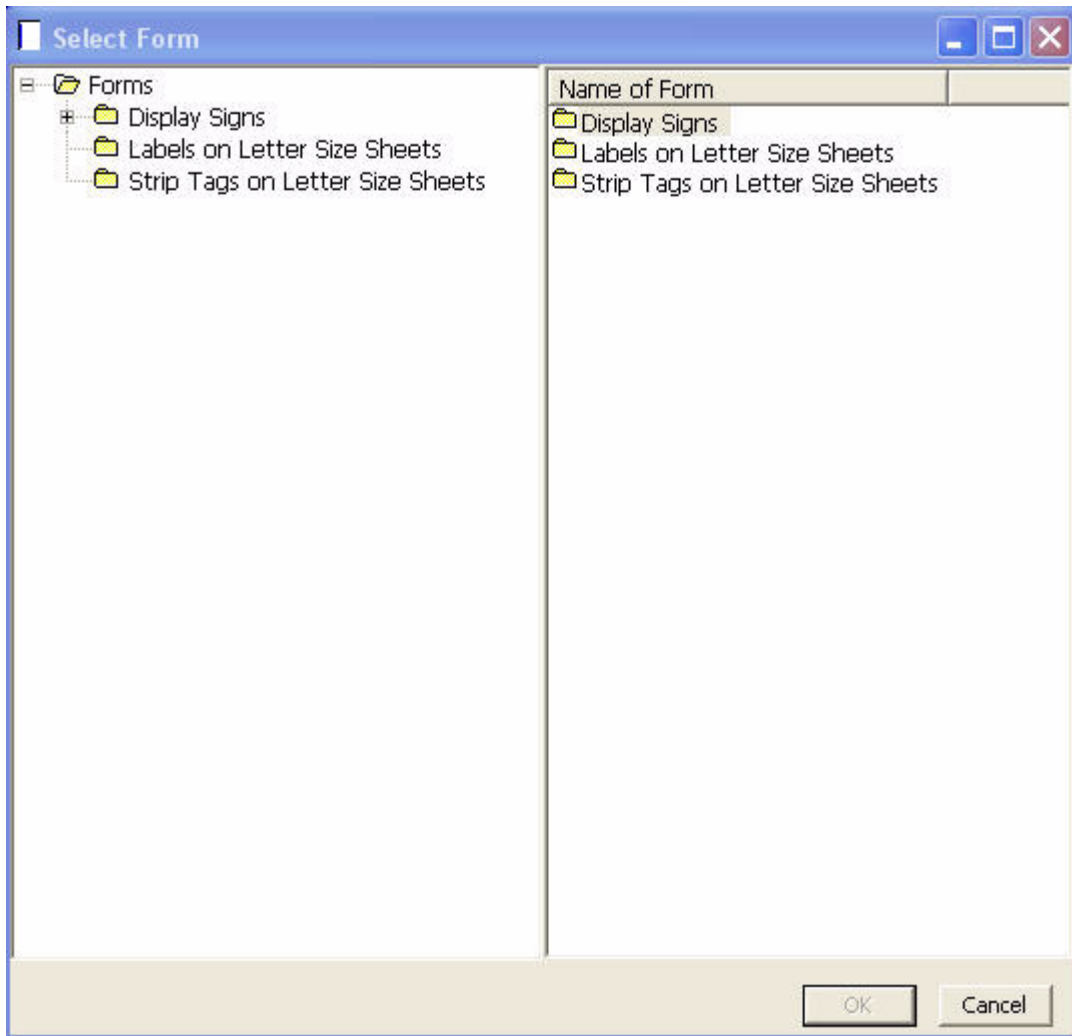 Select Form
Forms
Display Signs
Labels on Letter Size Sheets
Strip Tags on Letter Size Sheets
Name of Form
Display Signs
Labels on Letter Size Sheets
Strip Tags on Letter Size Sheets
OK
Cancel